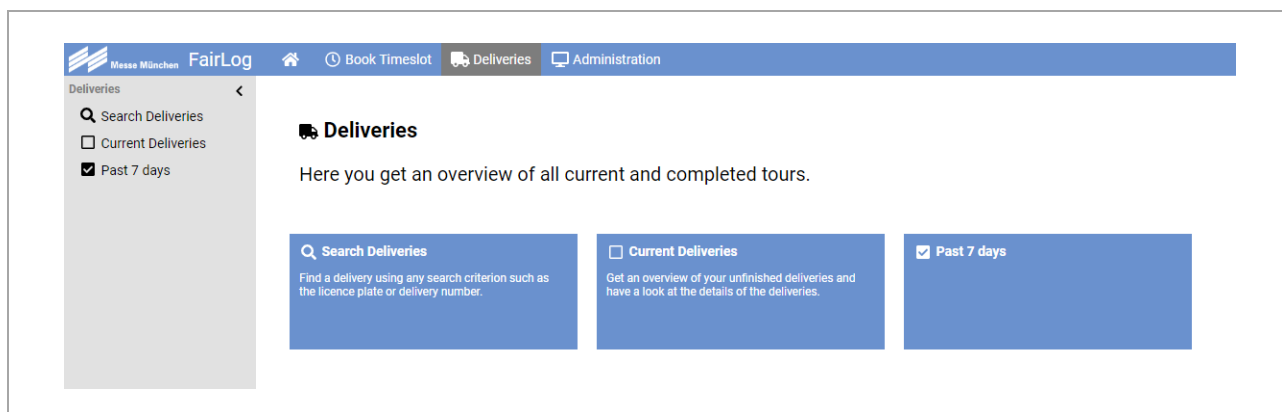 Messe München FairLog Book Timeslot Deliveries Administration
Deliveries
Search Deliveries
Current Deliveries
Past 7 days
Deliveries
Here you get an overview of all current and completed tours.
Search Deliveries
Find a delivery using any search criterion such as
the licence plate or delivery number.
Current Deliveries
Get an overview of your unfinished deliveries and
have a look at the details of the deliveries.
Past 7 days